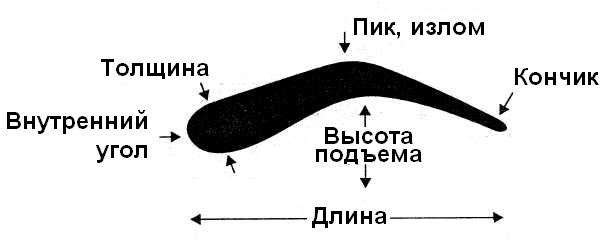 Пик, излом
Толщина
Кончик
Внутренний
угол
Высота
подъема
Длина